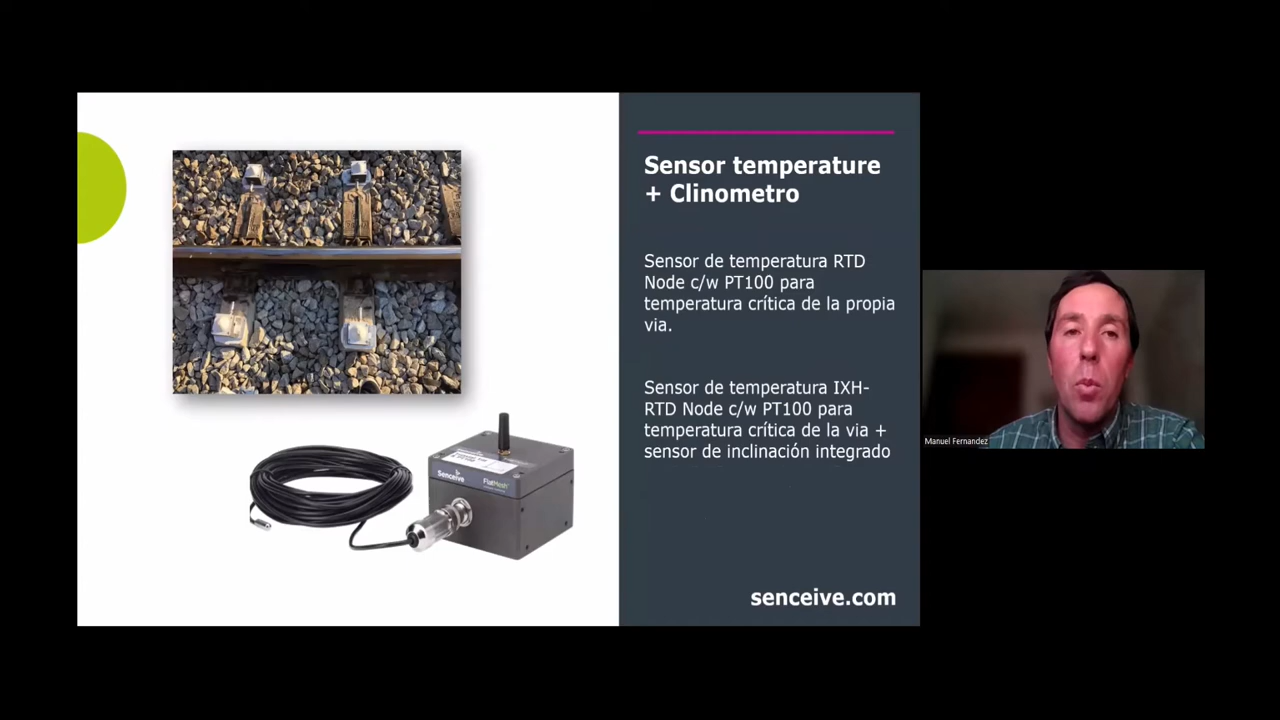 Sensor temperature
+ Clinometro
Sensor de temperatura RTD
Node c/w PT100 para
temperatura crítica de la propia
via.
Sensor de temperatura IXH-
RTD Node c/w PT100 para
temperatura crítica de la via +
sensor de inclinación integrado
senceive.com
Senceive
FlatMesh
Manuel Fernandez